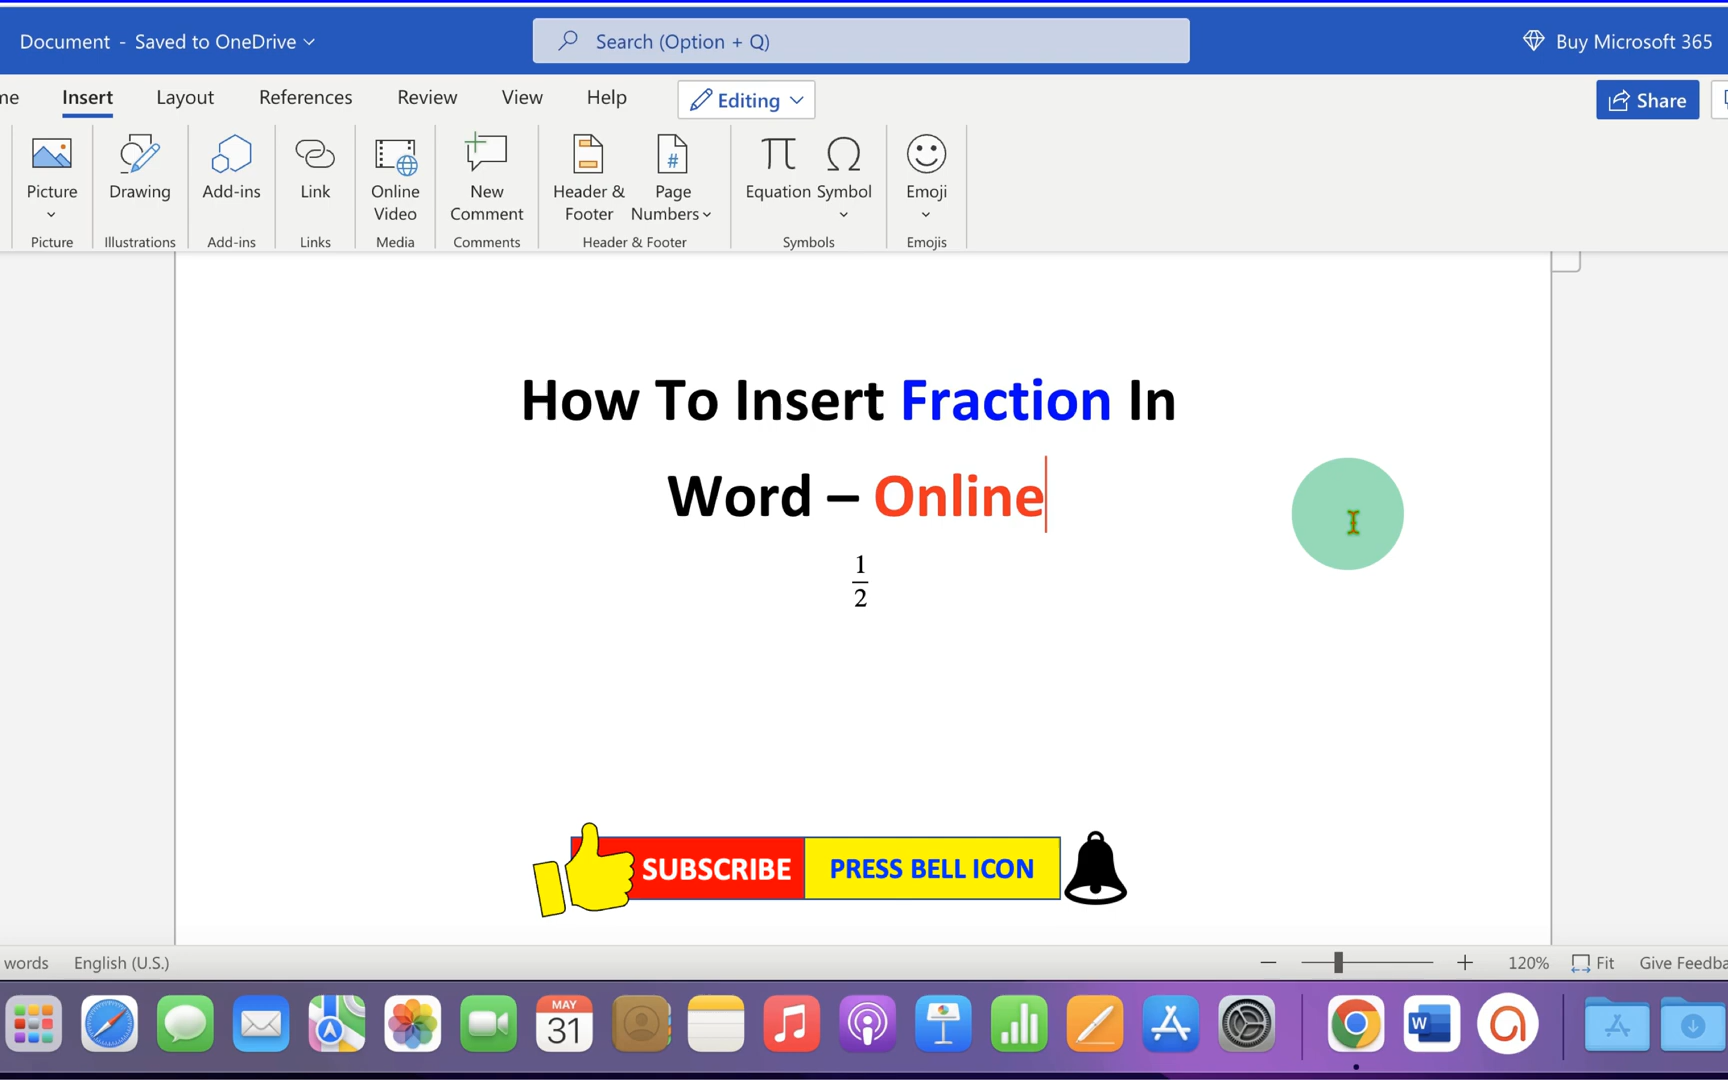 Document - Saved to OneDrive
Search (Option + Q)
Buy Microsoft 365
me Insert Layout References Review View Help Editing Share
Picture Drawing Add-ins Link Online Video New Comment Header & Footer Page Numbers Equation Symbol Emoji
Picture Illustrations Add-ins Links Media Comments Header & Footer Symbols Emojis
How To Insert Fraction In
Word – Online
1
2
SUBSCRIBE PRESS BELL ICON
words English (U.S.) 120% Fit Give Feedba
MAY
31
W